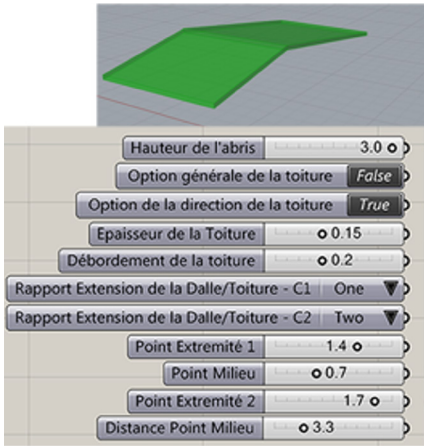 Hauteur de l'abris 3.0
Option générale de la toiture False
Option de la direction de la toiture True
Epaisseur de la Toiture 0.15
Débordement de la toiture 0.2
Rapport Extension de la Dalle/Toiture - C1 One
Rapport Extension de la Dalle/Toiture - C2 Two
Point Extremité 1 1.4
Point Milieu 0.7
Point Extremité 2 1.7
Distance Point Milieu 3.3